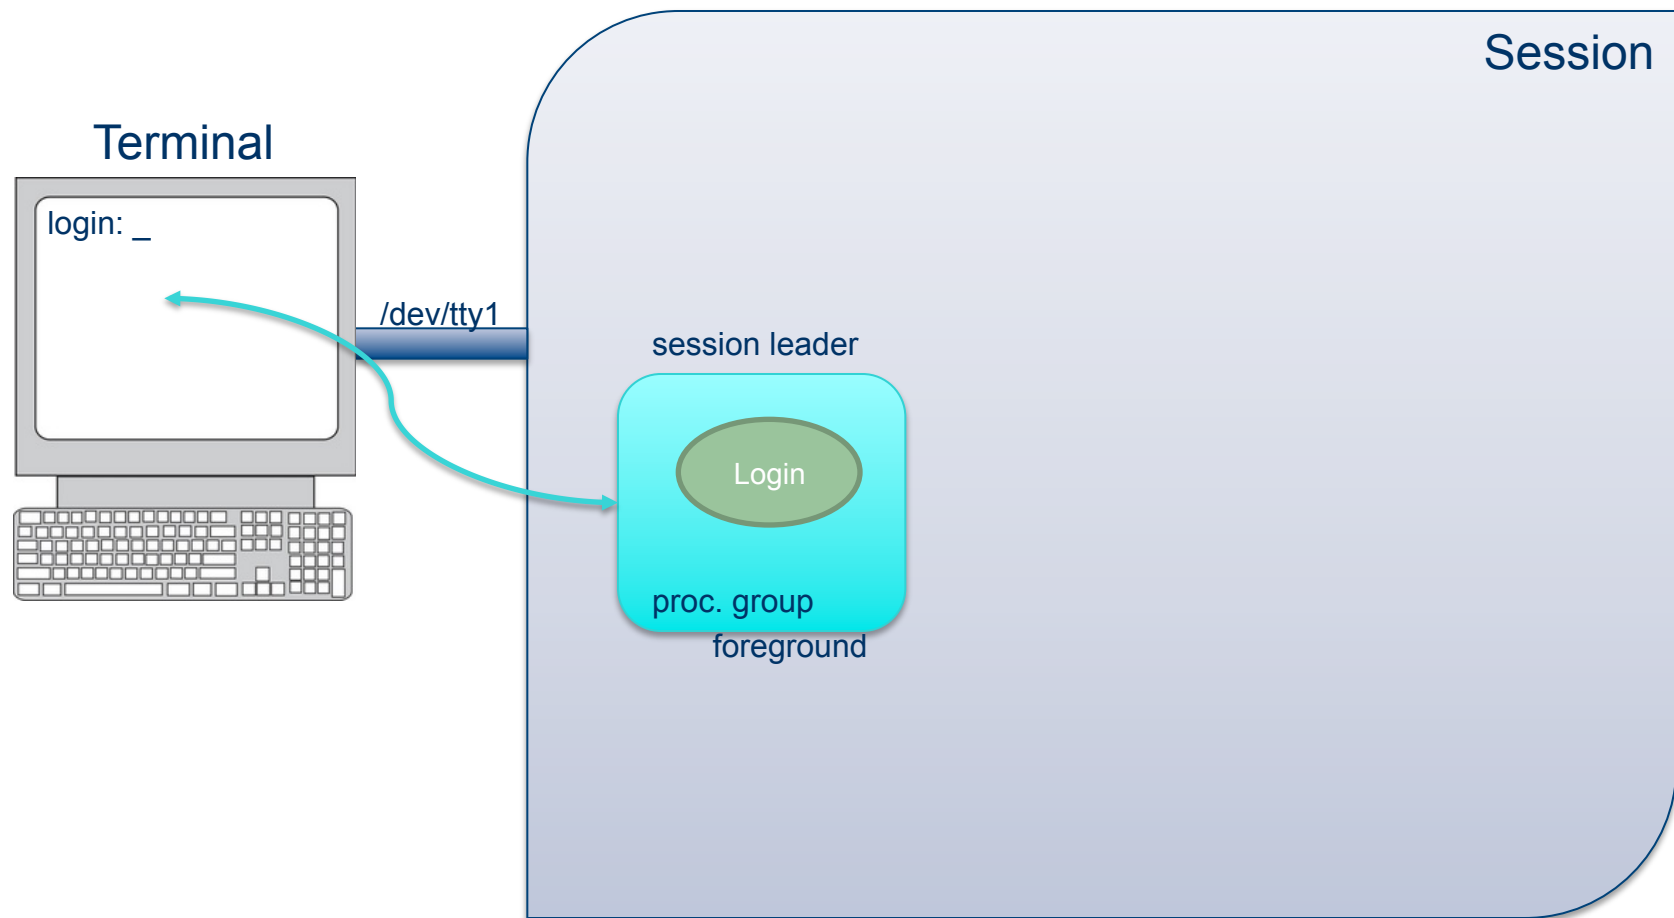 Session
Terminal
login: _
/dev/tty1
session leader
Login
proc. group
foreground